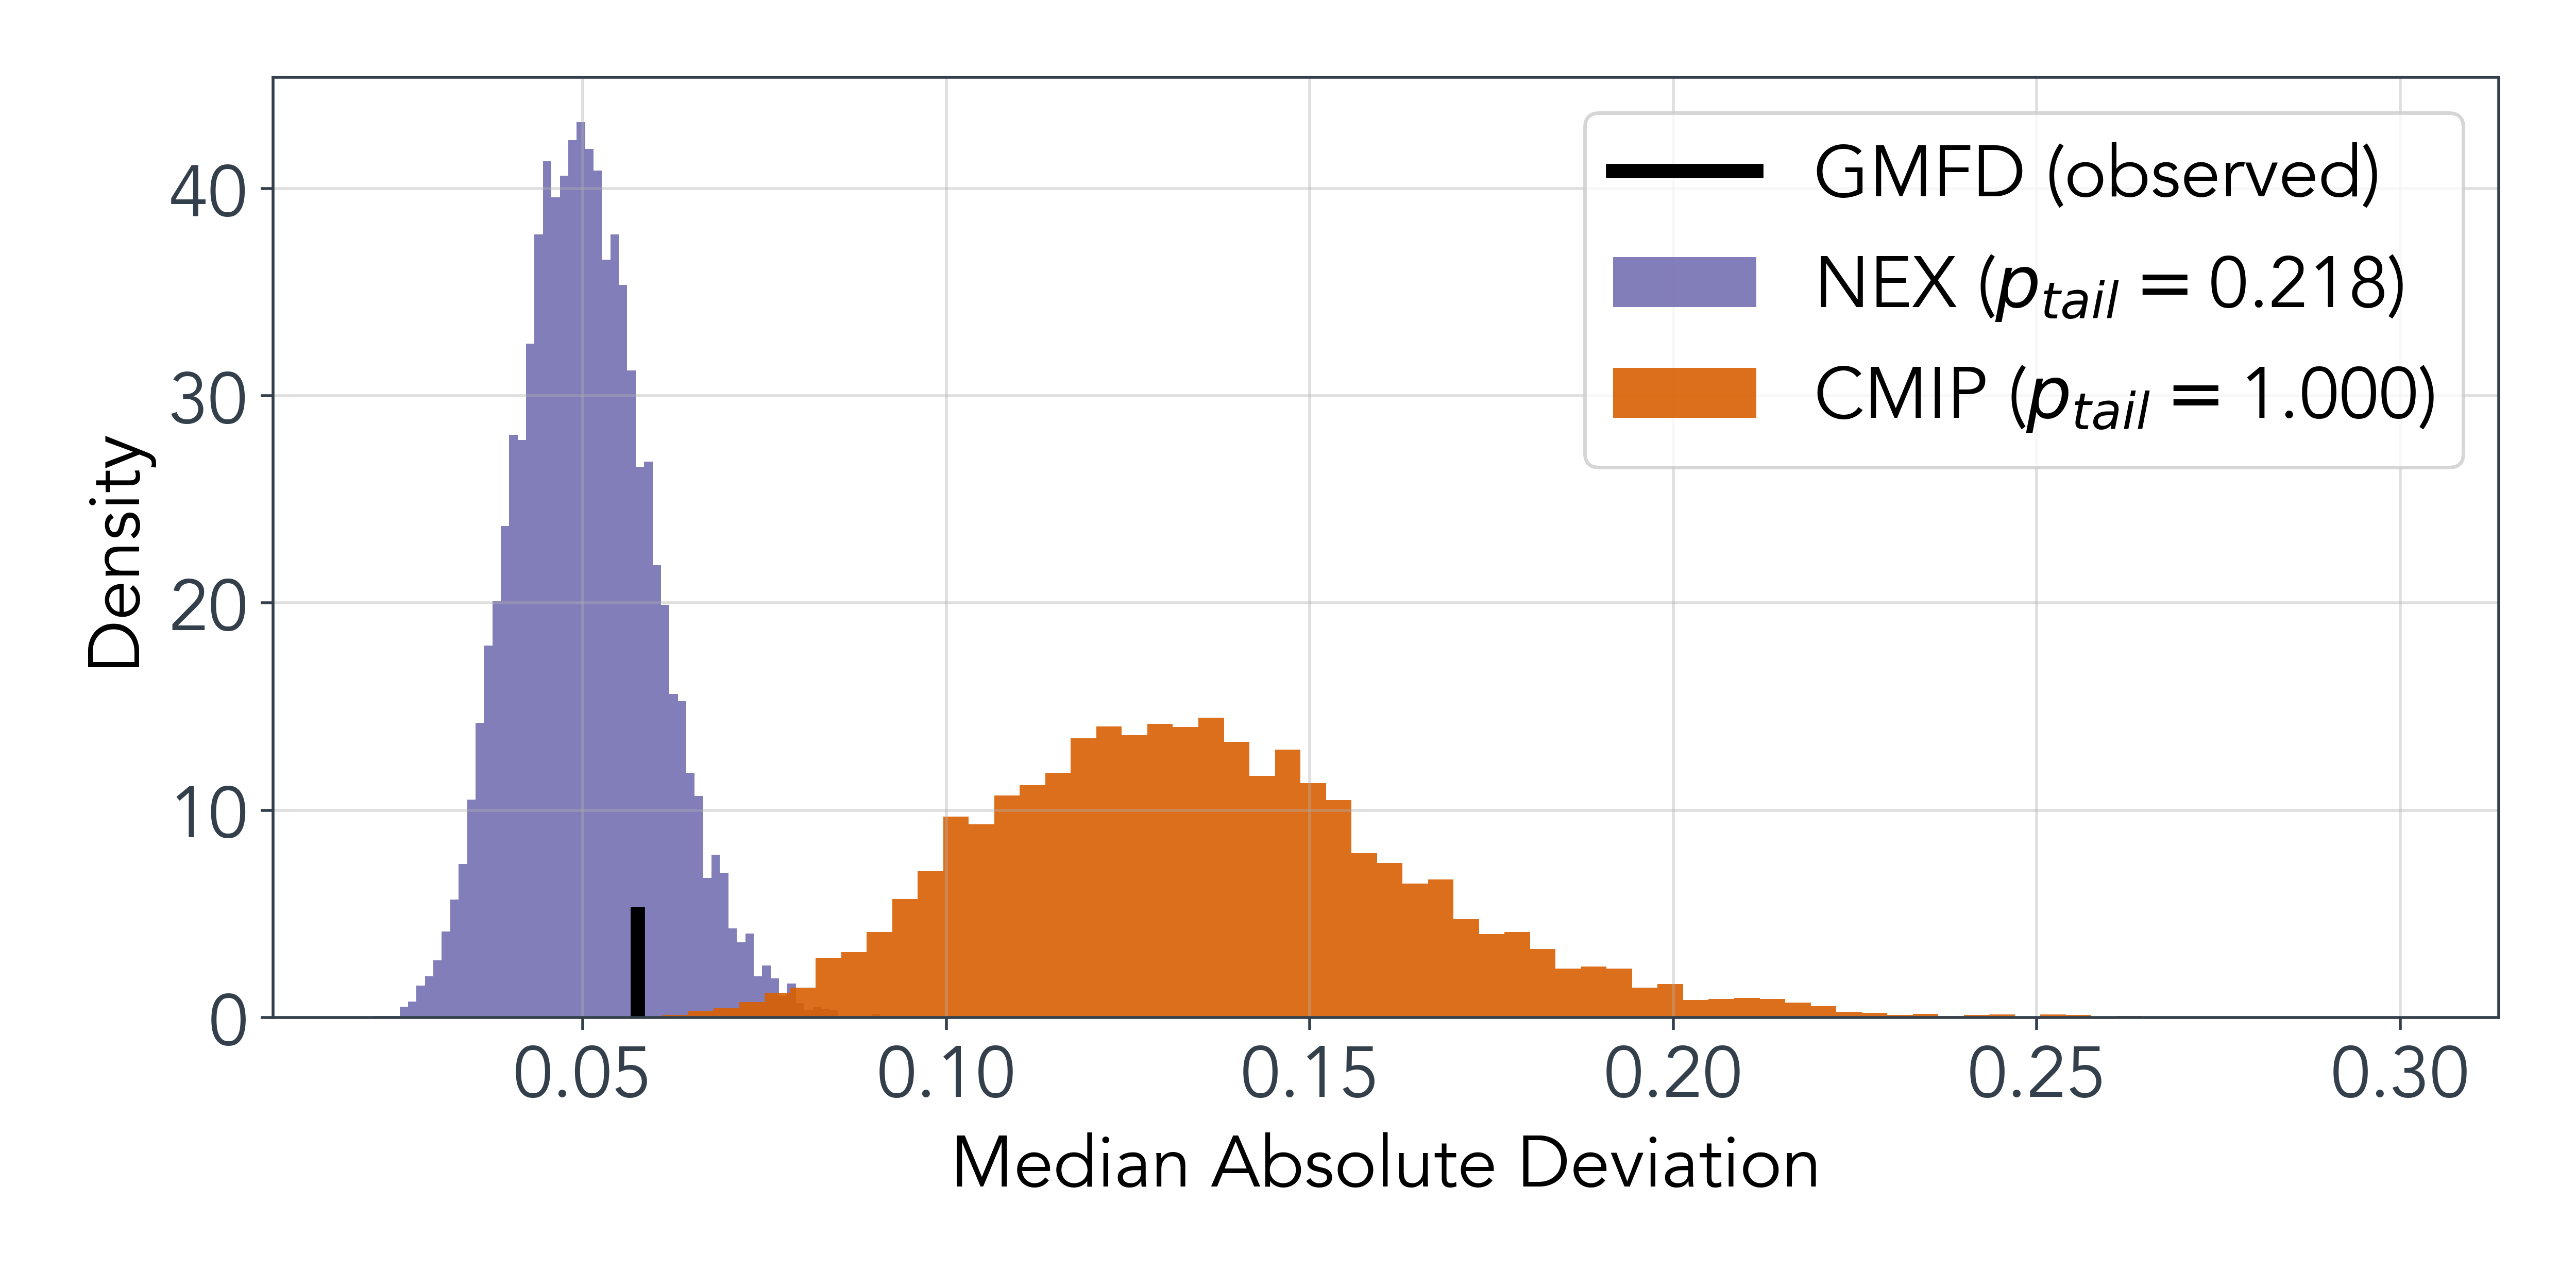 GMFD (observed)
NEX (p_tail = 0.218)
CMIP (p_tail = 1.000)
Density
40
30
20
10
0
0.05 0.10 0.15 0.20 0.25 0.30
Median Absolute Deviation